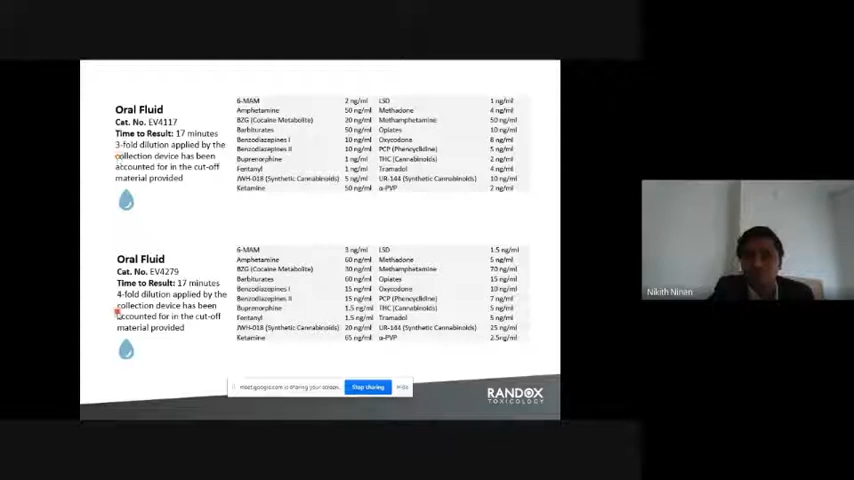 Oral Fluid
Cat. No. EV4117
Time to Result: 17 minutes
3-fold dilution applied by the
collection device has been
accounted for in the cut-off
material provided
6-MAM 2 ng/ml LSD 1 ng/ml
Amphetamine 50 ng/ml Methadone 4 ng/ml
BZG (Cocaine Metabolite) 20 ng/ml Methamphetamine 50 ng/ml
Barbiturates 50 ng/ml Opiates 10 ng/ml
Benzodiazepines I 10 ng/ml Oxycodone 8 ng/ml
Benzodiazepines II 10 ng/ml PCP (Phencyclidine) 5 ng/ml
Buprenorphine 1 ng/ml THC (Cannabinoids) 2 ng/ml
Fentanyl 1 ng/ml Tramadol 4 ng/ml
JWH-018 (Synthetic Cannabinoids) 5 ng/ml UR-144 (Synthetic Cannabinoids) 10 ng/ml
Ketamine 50 ng/ml α-PVP 2 ng/ml
Oral Fluid
Cat. No. EV4279
Time to Result: 17 minutes
4-fold dilution applied by the
collection device has been
accounted for in the cut-off
material provided
6-MAM 3 ng/ml LSD 1.5 ng/ml
Amphetamine 60 ng/ml Methadone 5 ng/ml
BZG (Cocaine Metabolite) 30 ng/ml Methamphetamine 70 ng/ml
Barbiturates 60 ng/ml Opiates 15 ng/ml
Benzodiazepines I 15 ng/ml Oxycodone 10 ng/ml
Benzodiazepines II 15 ng/ml PCP (Phencyclidine) 7 ng/ml
Buprenorphine 1.5 ng/ml THC (Cannabinoids) 5 ng/ml
Fentanyl 1.5 ng/ml Tramadol 5 ng/ml
JWH-018 (Synthetic Cannabinoids) 20 ng/ml UR-144 (Synthetic Cannabinoids) 25 ng/ml
Ketamine 65 ng/ml α-PVP 2.5ng/ml
meet.google.com is sharing your screen. Stop sharing Hide
RANDOX
TOXICOLOGY
Nikith Ninan